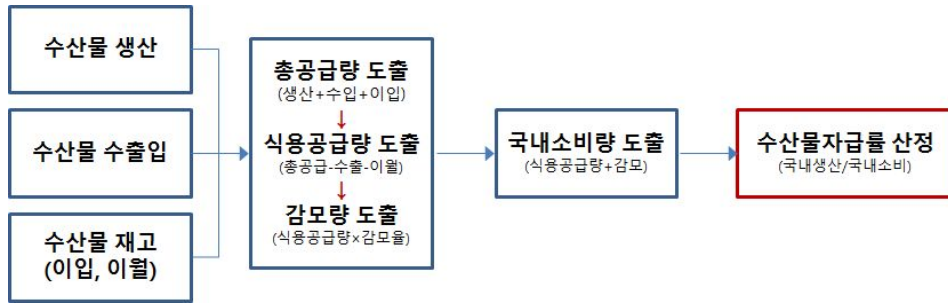 수산물 생산
수산물 수출입
수산물 재고
(이입, 이월)
총공급량 도출
(생산+수입+이입)
↓
식용공급량 도출
(총공급-수출-이월)
↓
감모량 도출
(식용공급량×감모율)
국내소비량 도출
(식용공급량+감모)
수산물자급률 산정
(국내생산/국내소비)